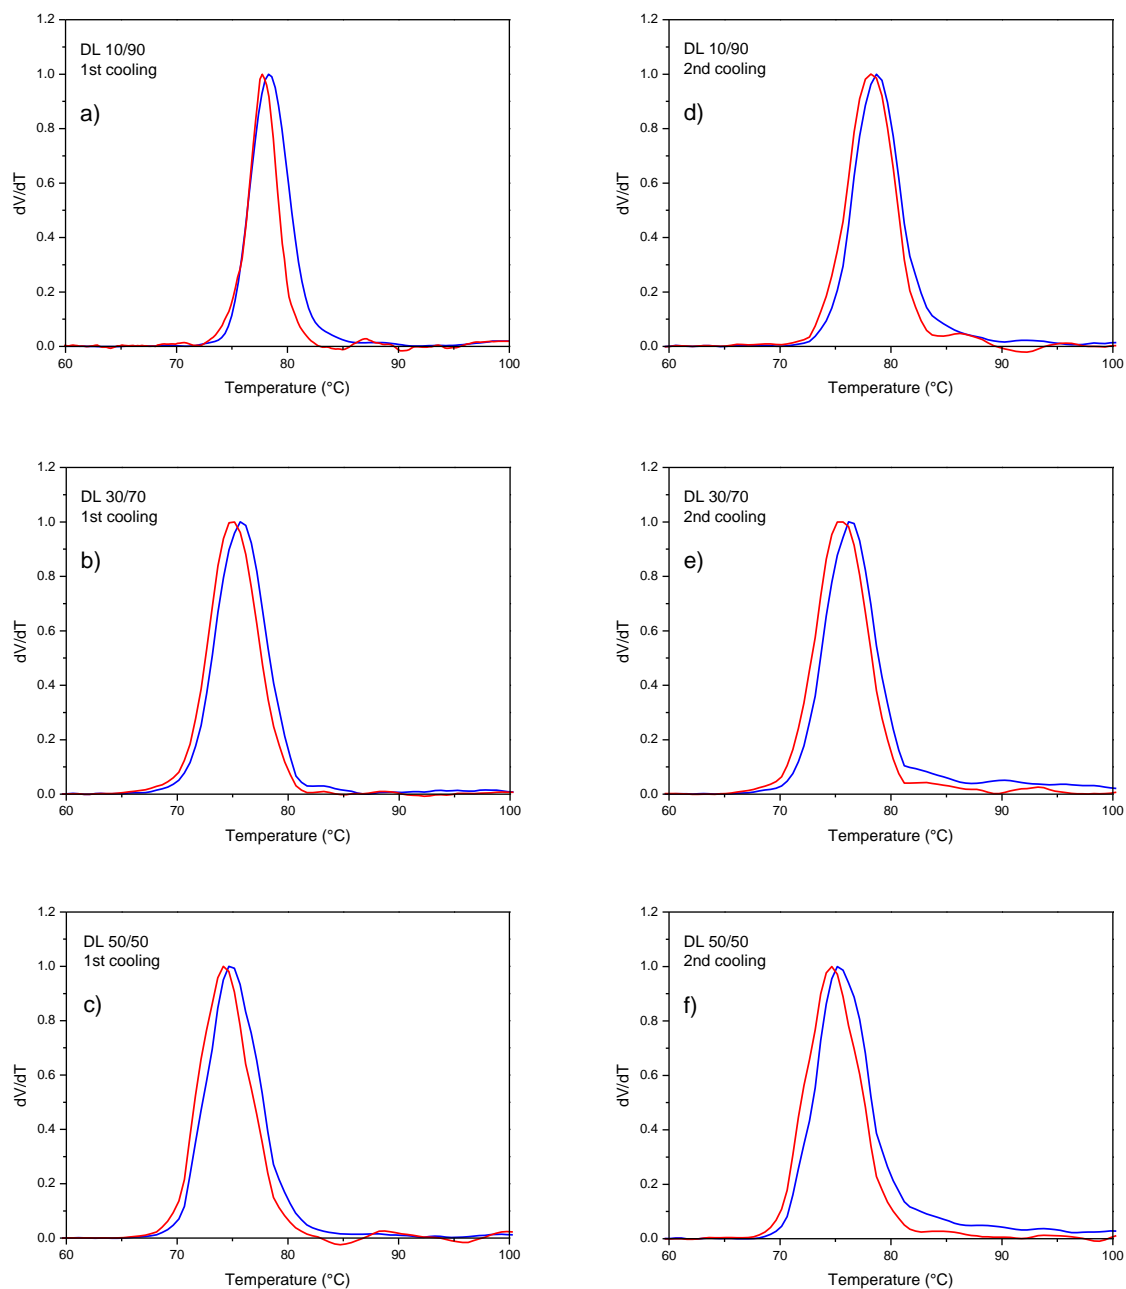 1.2
DL 10/90
1st cooling
a)
1.0
0.8
0.6
0.4
0.2
0.0
dV/dT
60 70 80 90 100
Temperature (°C)
1.2
DL 10/90
2nd cooling
d)
1.0
0.8
0.6
0.4
0.2
0.0
dV/dT
60 70 80 90 100
Temperature (°C)
1.2
DL 30/70
1st cooling
b)
1.0
0.8
0.6
0.4
0.2
0.0
dV/dT
60 70 80 90 100
Temperature (°C)
1.2
DL 30/70
2nd cooling
e)
1.0
0.8
0.6
0.4
0.2
0.0
dV/dT
60 70 80 90 100
Temperature (°C)
1.2
DL 50/50
1st cooling
c)
1.0
0.8
0.6
0.4
0.2
0.0
dV/dT
60 70 80 90 100
Temperature (°C)
1.2
DL 50/50
2nd cooling
f)
1.0
0.8
0.6
0.4
0.2
0.0
dV/dT
60 70 80 90 100
Temperature (°C)